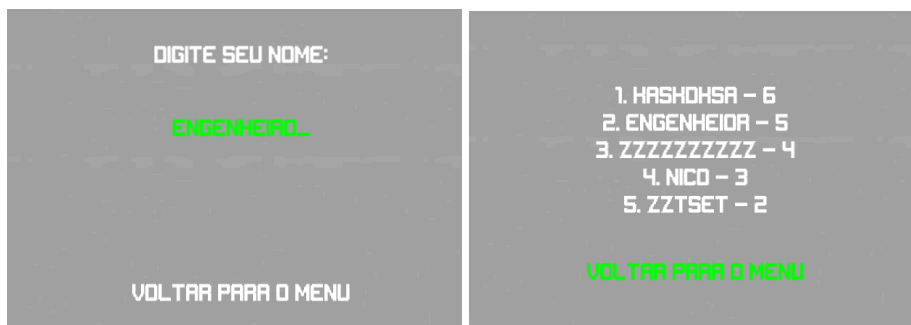 DIGITE SEU NOME:
ENGENHEIRO_
VOLTAR PARA O MENU
1. HASHDHSA - 6
2. ENGENHEIOR - 5
3. ZZZZZZZZZZ - 4
4. NICO - 3
5. ZZTSET - 2
VOLTAR PARA O MENU